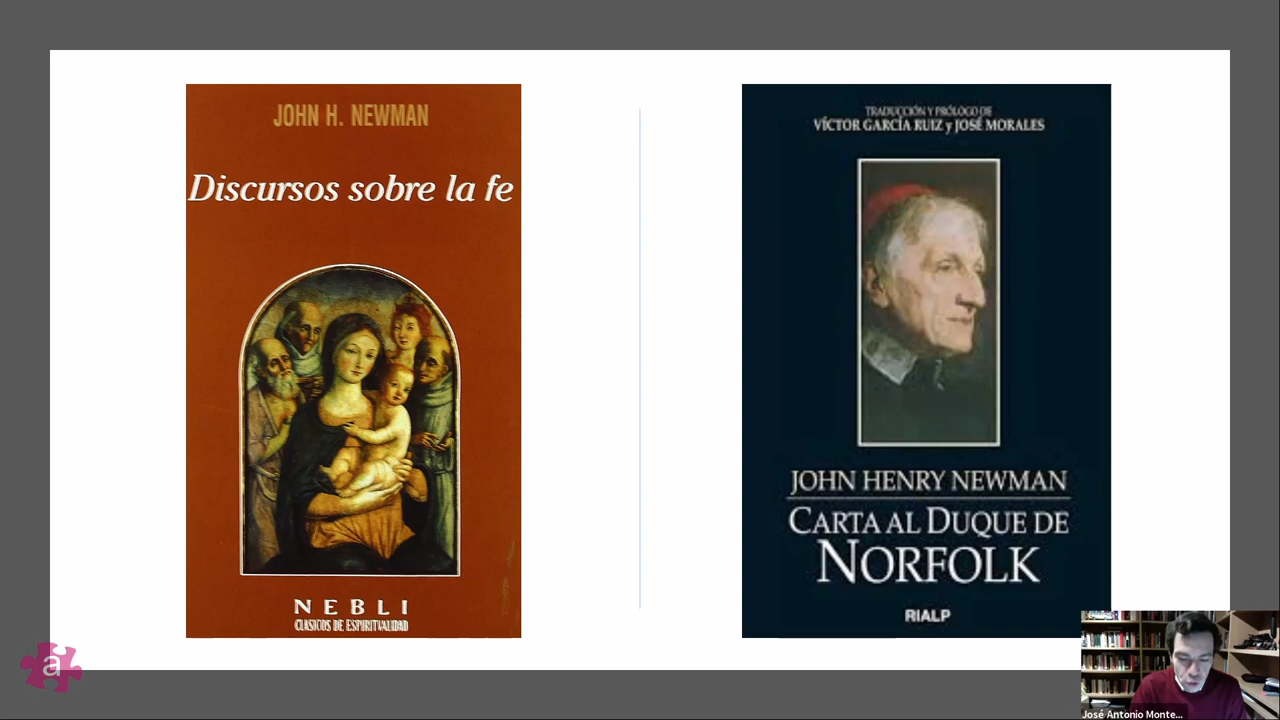 JOHN H. NEWMAN
Discursos sobre la fe
NEBLI
CLÁSICOS DE ESPIRITUALIDAD
TRADUCCIÓN Y PRÓLOGO DE
VÍCTOR GARCÍA RUIZ y JOSÉ MORALES
JOHN HENRY NEWMAN
CARTA AL DUQUE DE
NORFOLK
RIALP
a
José Antonio Monte...